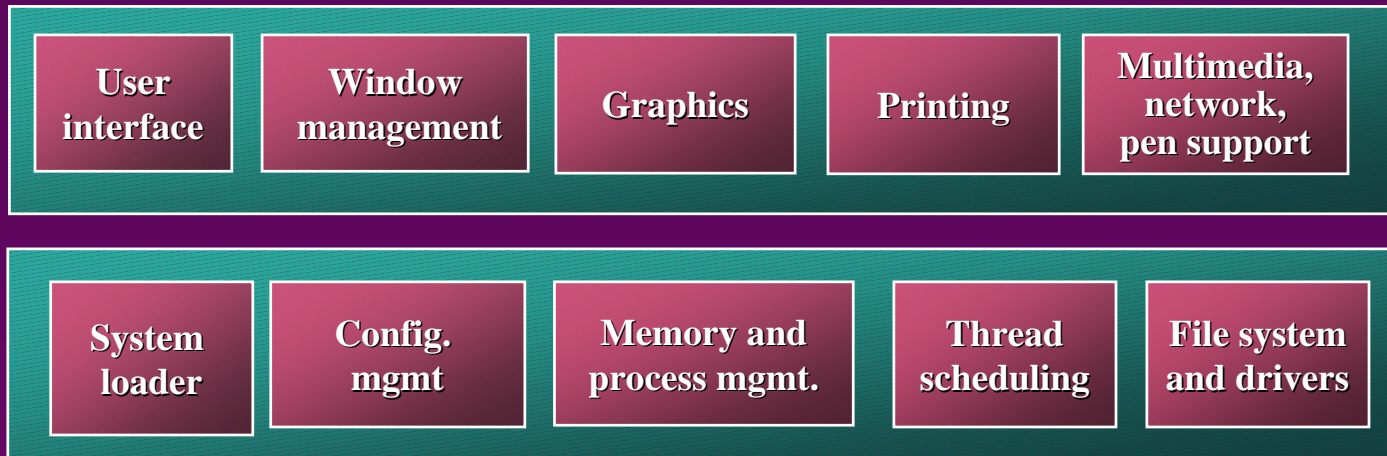 User
interface
Window
management
Graphics
Printing
Multimedia,
network,
pen support
System
loader
Config.
mgmt
Memory and
process mgmt.
Thread
scheduling
File system
and drivers